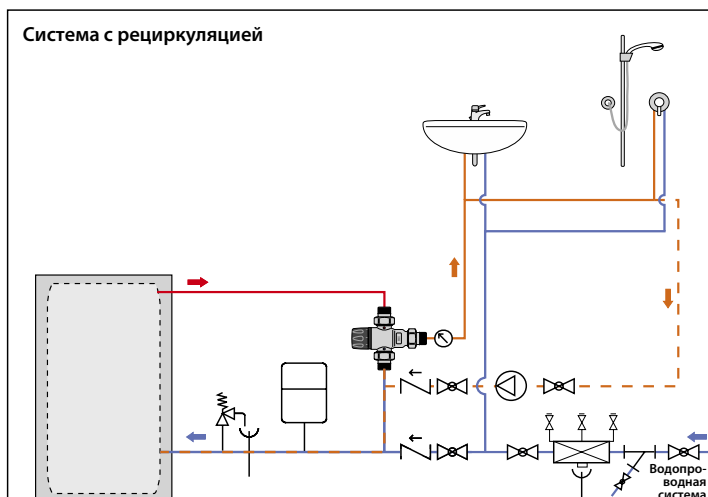 Система с рециркуляцией
Водопро-
водная
система